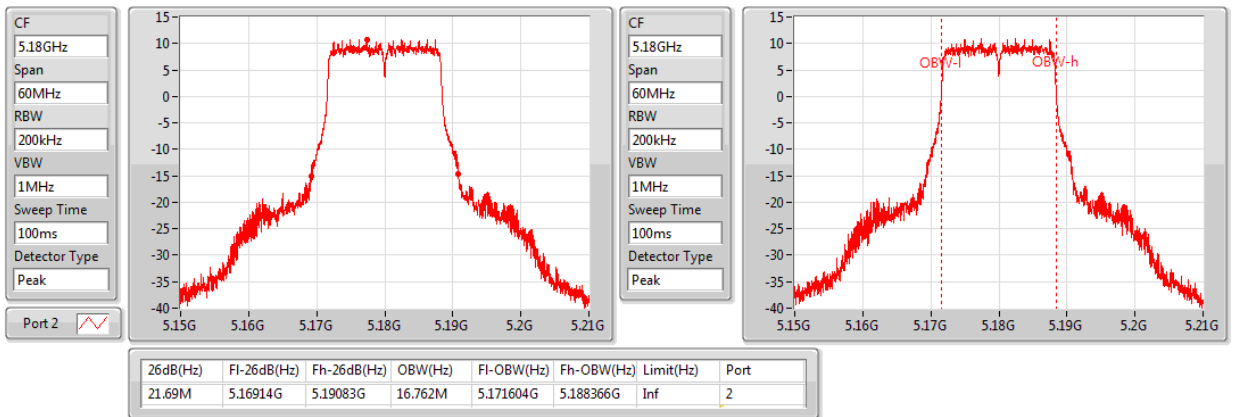 CF
5.18GHz
Span
60MHz
RBW
200kHz
VBW
1MHz
Sweep Time
100ms
Detector Type
Peak
Port 2
15
10
5
0
-5
-10
-15
-20
-25
-30
-35
-40
5.15G 5.16G 5.17G 5.18G 5.19G 5.2G 5.21G
CF
5.18GHz
Span
60MHz
RBW
200kHz
VBW
1MHz
Sweep Time
100ms
Detector Type
Peak
15
10
5
0
-5
-10
-15
-20
-25
-30
-35
-40
OBW-l OBW-h
5.15G 5.16G 5.17G 5.18G 5.19G 5.2G 5.21G
26dB(Hz) Fl-26dB(Hz) Fh-26dB(Hz) OBW(Hz) Fl-OBW(Hz) Fh-OBW(Hz) Limit(Hz) Port
21.69M 5.16914G 5.19083G 16.762M 5.171604G 5.188366G Inf 2